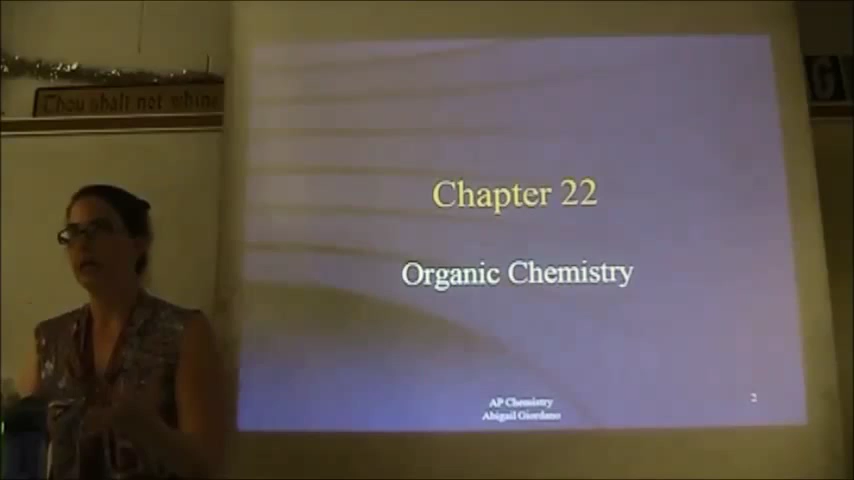 Thou shalt not whine
G
Chapter 22
Organic Chemistry
AP Chemistry
Abigail Giordano
2